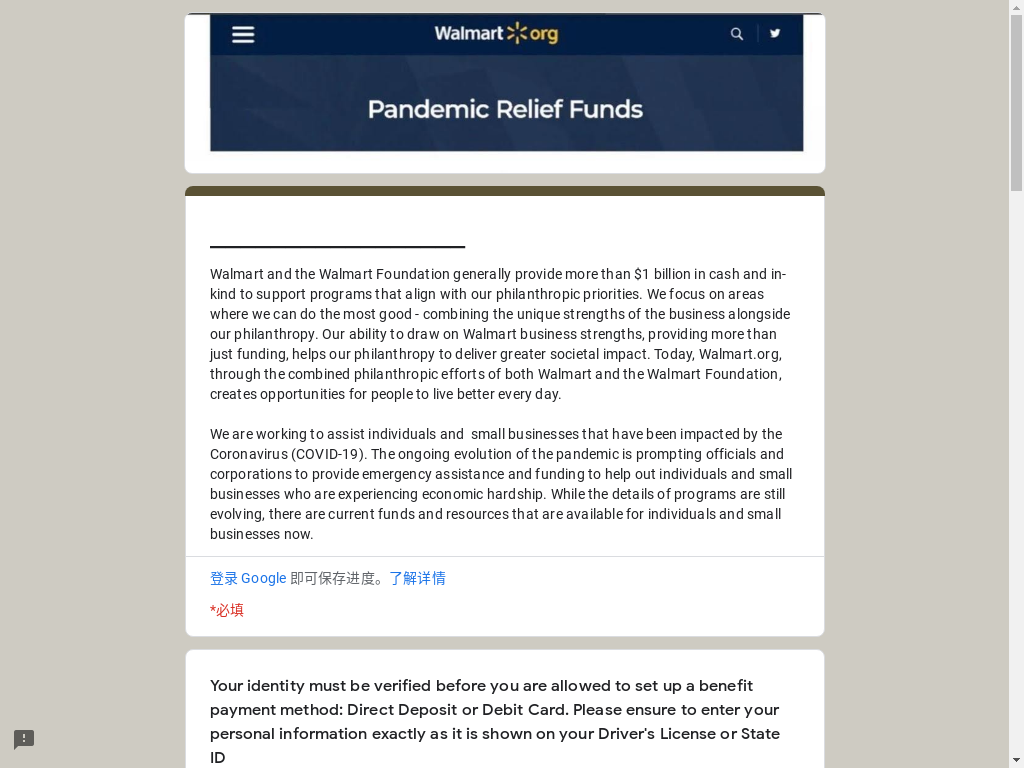 Walmart org
Pandemic Relief Funds
Walmart and the Walmart Foundation generally provide more than $1 billion in cash and in-
kind to support programs that align with our philanthropic priorities. We focus on areas
where we can do the most good - combining the unique strengths of the business alongside
our philanthropy. Our ability to draw on Walmart business strengths, providing more than
just funding, helps our philanthropy to deliver greater societal impact. Today, Walmart.org,
through the combined philanthropic efforts of both Walmart and the Walmart Foundation,
creates opportunities for people to live better every day.
We are working to assist individuals and  small businesses that have been impacted by the
Coronavirus (COVID-19). The ongoing evolution of the pandemic is prompting officials and
corporations to provide emergency assistance and funding to help out individuals and small
businesses who are experiencing economic hardship. While the details of programs are still
evolving, there are current funds and resources that are available for individuals and small
businesses now.
登录 Google 即可保存进度。了解详情
*必填
Your identity must be verified before you are allowed to set up a benefit
payment method: Direct Deposit or Debit Card. Please ensure to enter your
personal information exactly as it is shown on your Driver's License or State
ID